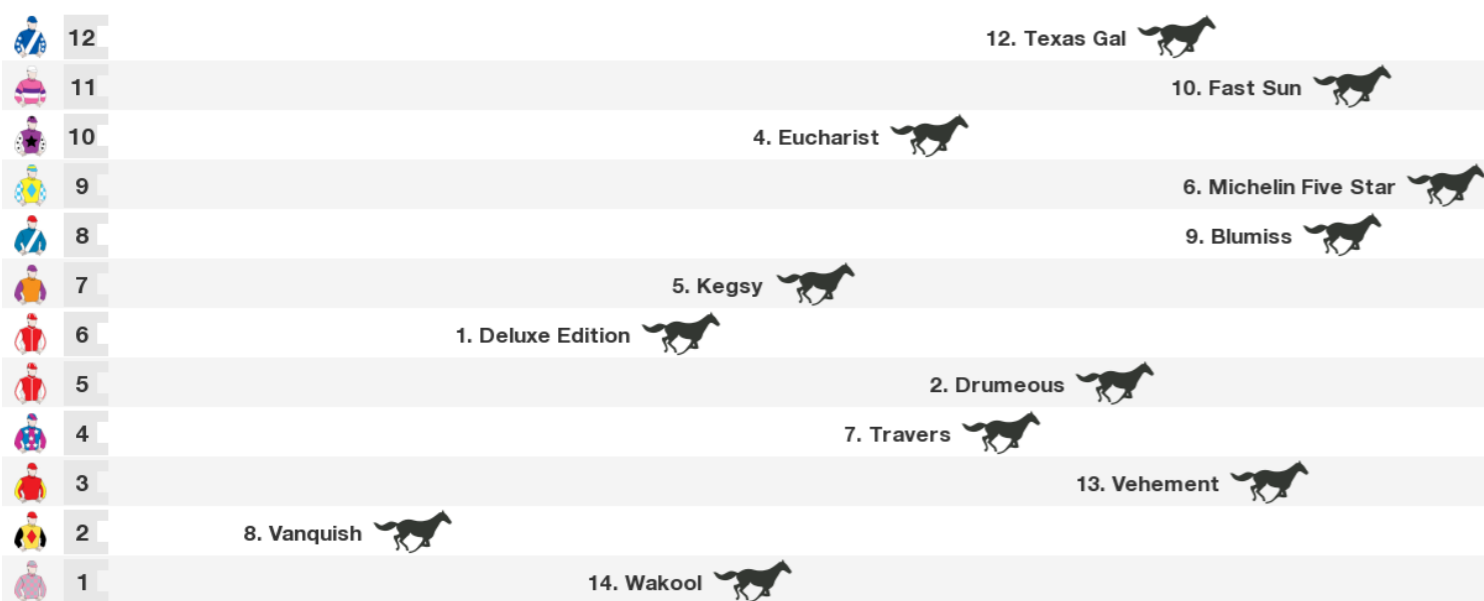 12 12. Texas Gal
11 10. Fast Sun
10 4. Eucharist
9 6. Michelin Five Star
8 9. Blumiss
7 5. Kegsy
6 1. Deluxe Edition
5 2. Drumeous
4 7. Travers
3 13. Vehement
2 8. Vanquish
1 14. Wakool